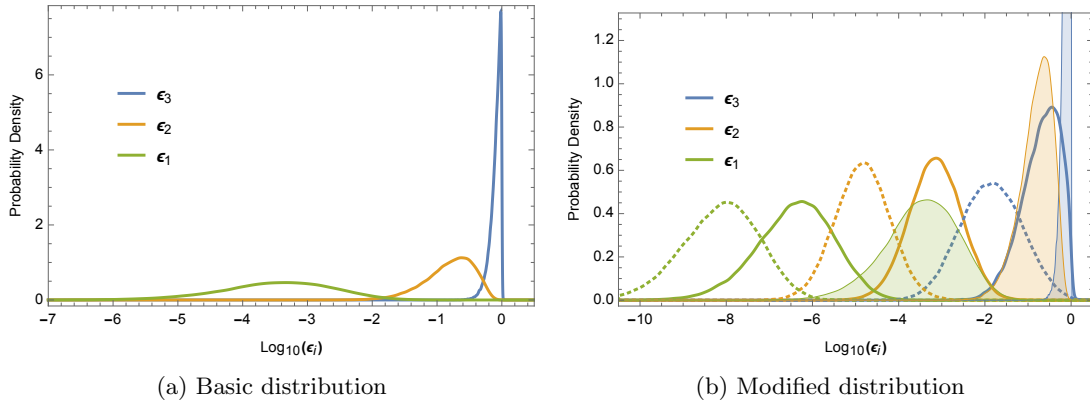 6
4
2
0
Probability Density
ϵ3
ϵ2
ϵ1
−7 −6 −5 −4 −3 −2 −1 0
Log10(ϵi)
(a) Basic distribution
1.2
1.0
0.8
0.6
0.4
0.2
0.0
Probability Density
ϵ3
ϵ2
ϵ1
−10 −8 −6 −4 −2 0
Log10(ϵi)
(b) Modified distribution